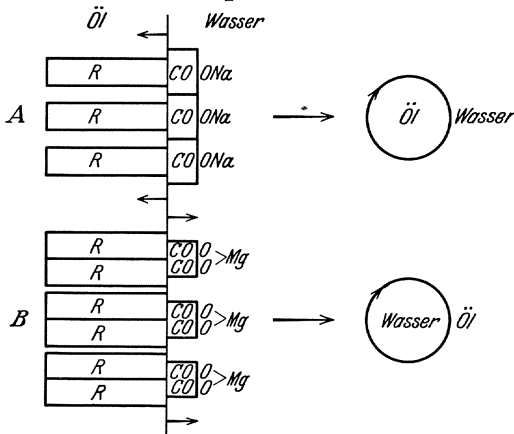 Öl Wasser
R CO ONa
A R CO ONa Öl Wasser
R CO ONa
R CO O
R CO O >Mg
B R CO O
R CO O >Mg Wasser Öl
R CO O
R CO O >Mg